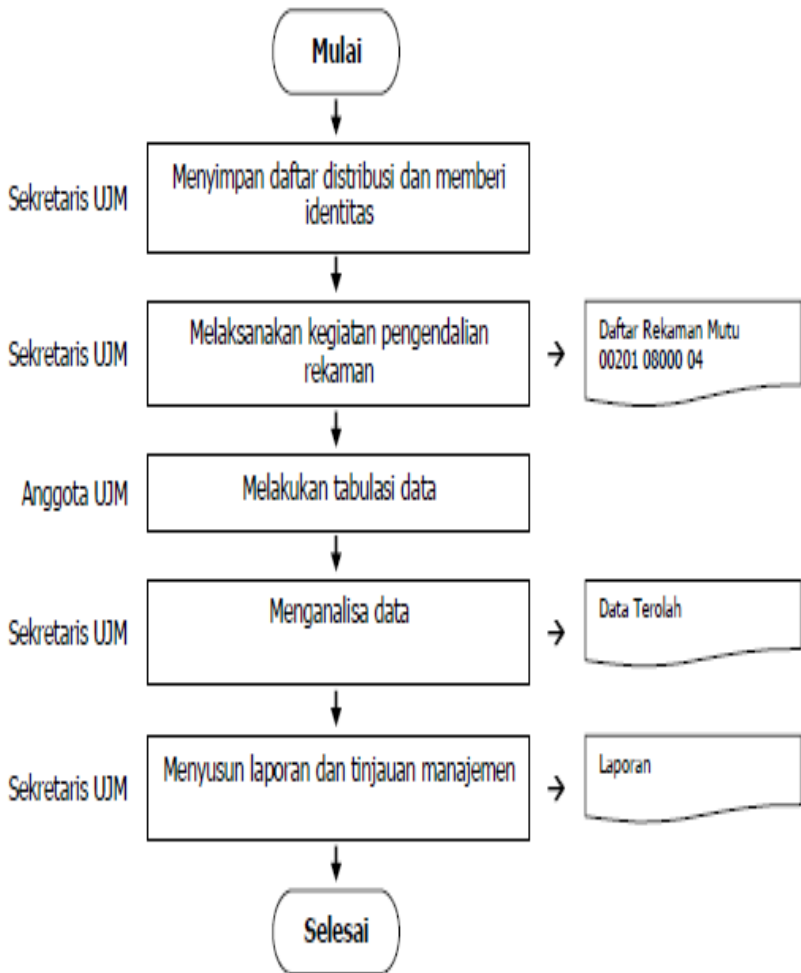 Mulai
Sekretaris UJM
Menyimpan daftar distribusi dan memberi
identitas
Sekretaris UJM
Melaksanakan kegiatan pengendalian
rekaman
Daftar Rekaman Mutu
00201 08000 04
Anggota UJM
Melakukan tabulasi data
Sekretaris UJM
Menganalisa data
Data Terolah
Sekretaris UJM
Menyusun laporan dan tinjauan manajemen
Laporan
Selesai